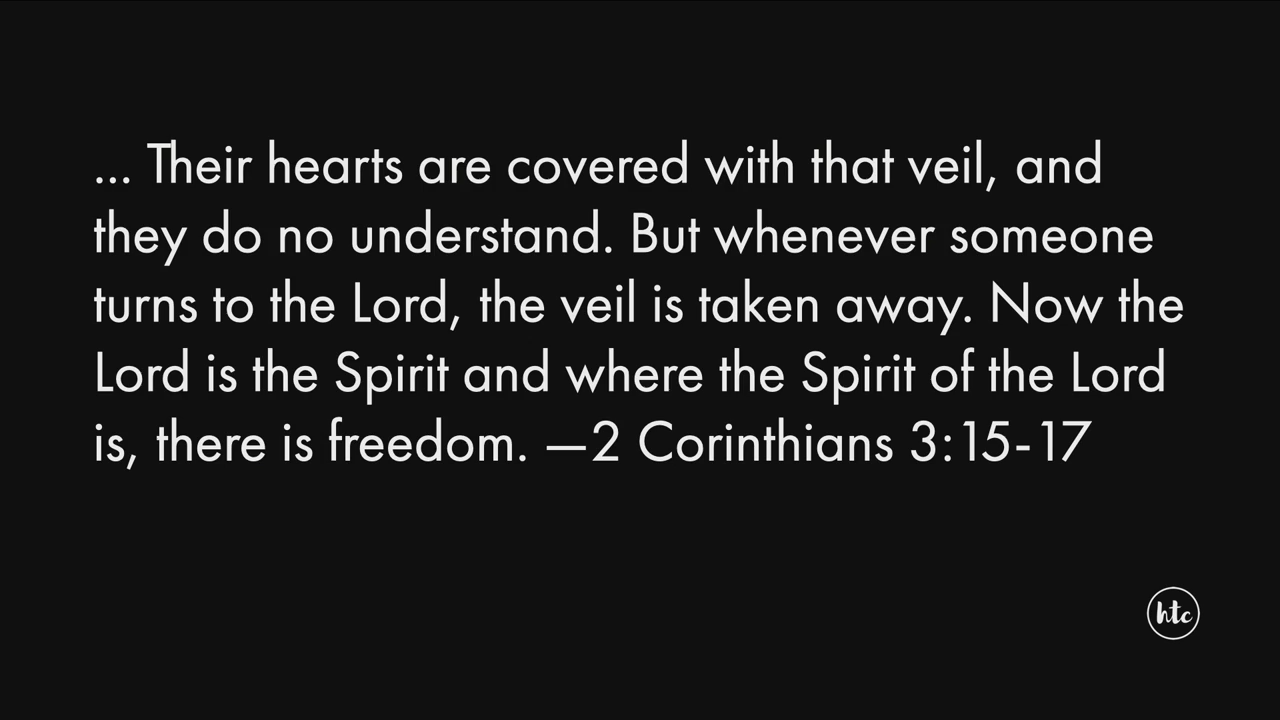 ... Their hearts are covered with that veil, and
they do no understand. But whenever someone
turns to the Lord, the veil is taken away. Now the
Lord is the Spirit and where the Spirit of the Lord
is, there is freedom. —2 Corinthians 3:15-17
htc